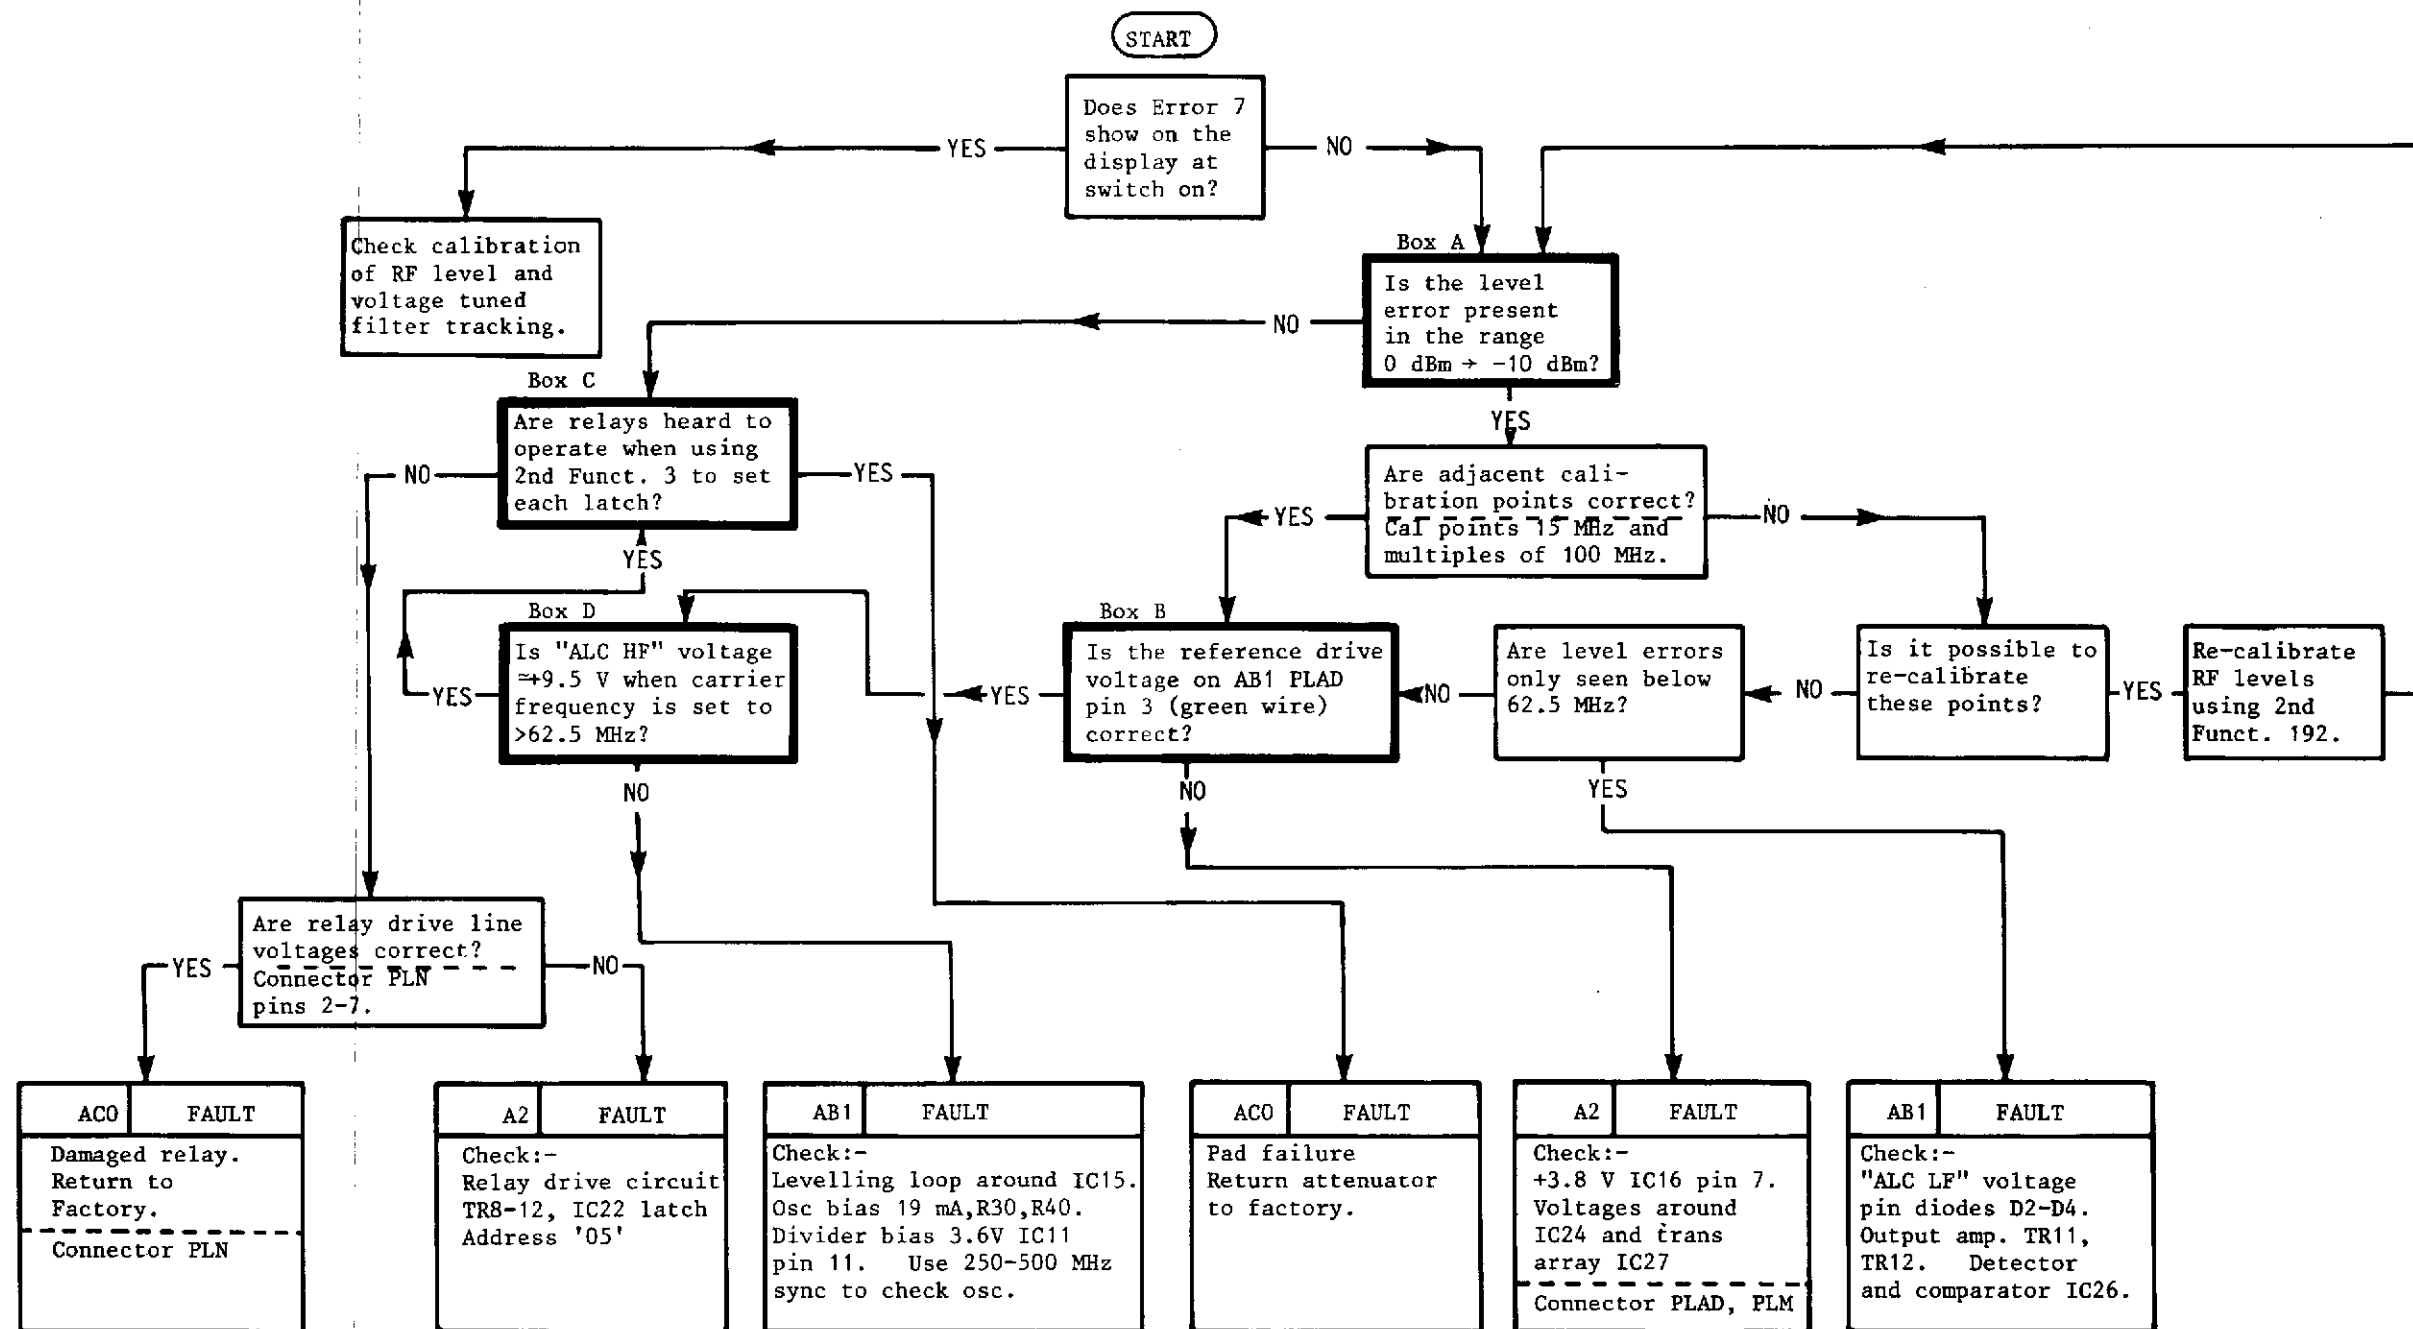 START
Does Error 7
show on the
display at
switch on?
YES
NO
Check calibration
of RF level and
voltage tuned
filter tracking.
Box A
Is the level
error present
in the range
0 dBm → -10 dBm?
NO
YES
Box C
Are relays heard to
operate when using
2nd Funct. 3 to set
each latch?
NO
YES
YES
Are adjacent cali-
bration points correct?
Cal points 15 MHz and
multiples of 100 MHz.
YES
NO
Box D
Is "ALC HF" voltage
≃+9.5 V when carrier
frequency is set to
>62.5 MHz?
YES
NO
Box B
Is the reference drive
voltage on AB1 PLAD
pin 3 (green wire)
correct?
YES
NO
Are level errors
only seen below
62.5 MHz?
NO
YES
Is it possible to
re-calibrate
these points?
NO
YES
Re-calibrate
RF levels
using 2nd
Funct. 192.
Are relay drive line
voltages correct?
Connector PLN
pins 2-7.
YES
NO
AC0 FAULT
Damaged relay.
Return to
Factory.
Connector PLN
A2 FAULT
Check:-
Relay drive circuit
TR8-12, IC22 latch
Address '05'
AB1 FAULT
Check:-
Levelling loop around IC15.
Osc bias 19 mA,R30,R40.
Divider bias 3.6V IC11
pin 11. Use 250-500 MHz
sync to check osc.
AC0 FAULT
Pad failure
Return attenuator
to factory.
A2 FAULT
Check:-
+3.8 V IC16 pin 7.
Voltages around
IC24 and trans
array IC27
Connector PLAD, PLM
AB1 FAULT
Check:-
"ALC LF" voltage
pin diodes D2-D4.
Output amp. TR11,
TR12. Detector
and comparator IC26.